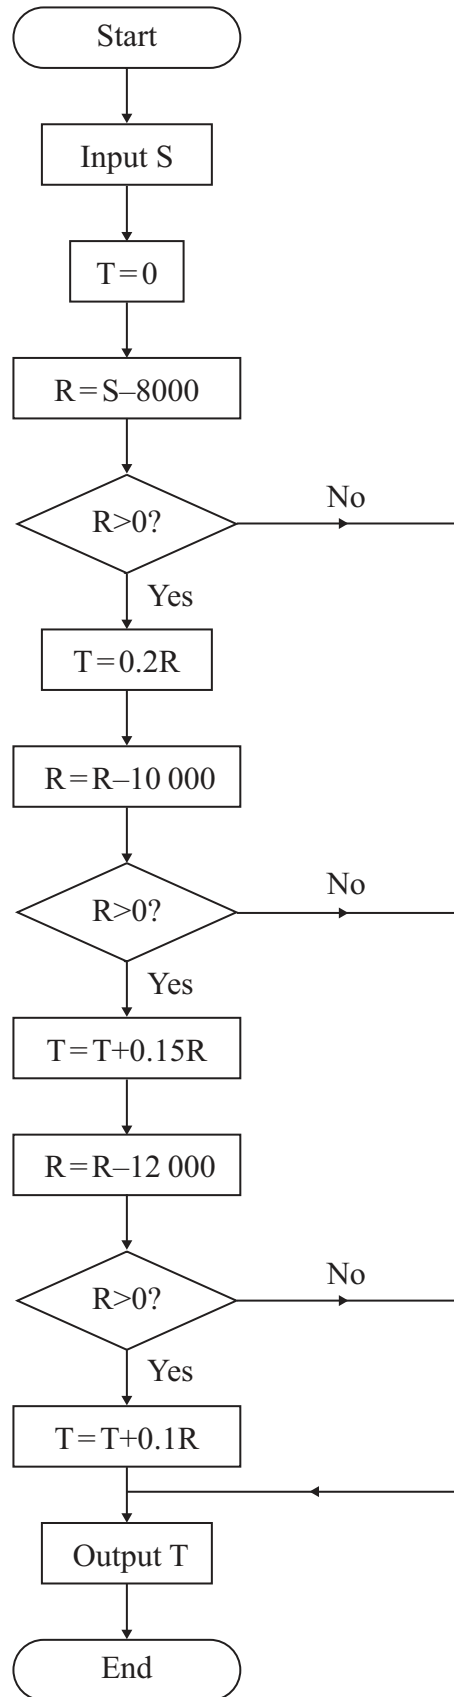 Start
Input S
T=0
R=S–8000
R>0?
No
Yes
T=0.2R
R=R–10 000
R>0?
No
Yes
T=T+0.15R
R=R–12 000
R>0?
No
Yes
T=T+0.1R
Output T
End